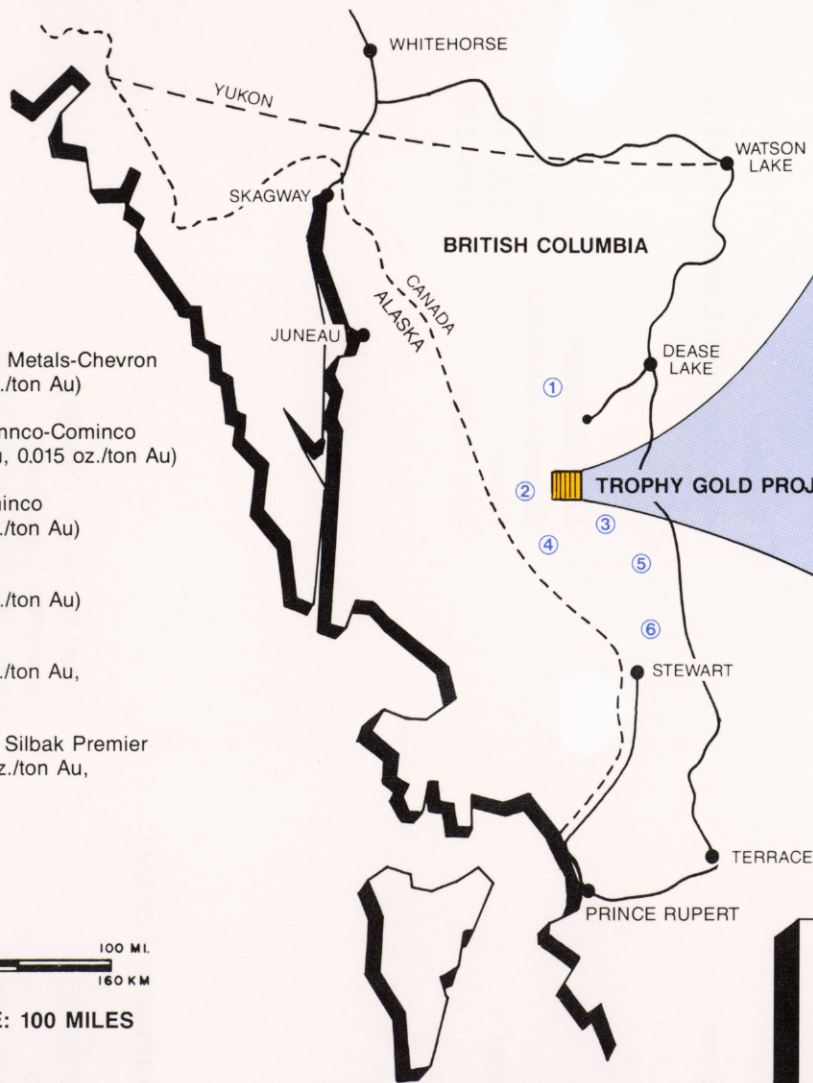 WHITEHORSE
YUKON
WATSON
LAKE
SKAGWAY
BRITISH COLUMBIA
CANADA
ALASKA
JUNEAU
DEASE
LAKE
Metals-Chevron
./ton Au)
①
nnco-Cominco
, 0.015 oz./ton Au)
②
TROPHY GOLD PROJ
③
inco
./ton Au)
④
⑤
./ton Au)
⑥
STEWART
./ton Au,
Silbak Premier
z./ton Au,
TERRACE
PRINCE RUPERT
100 MI.
160 KM
: 100 MILES